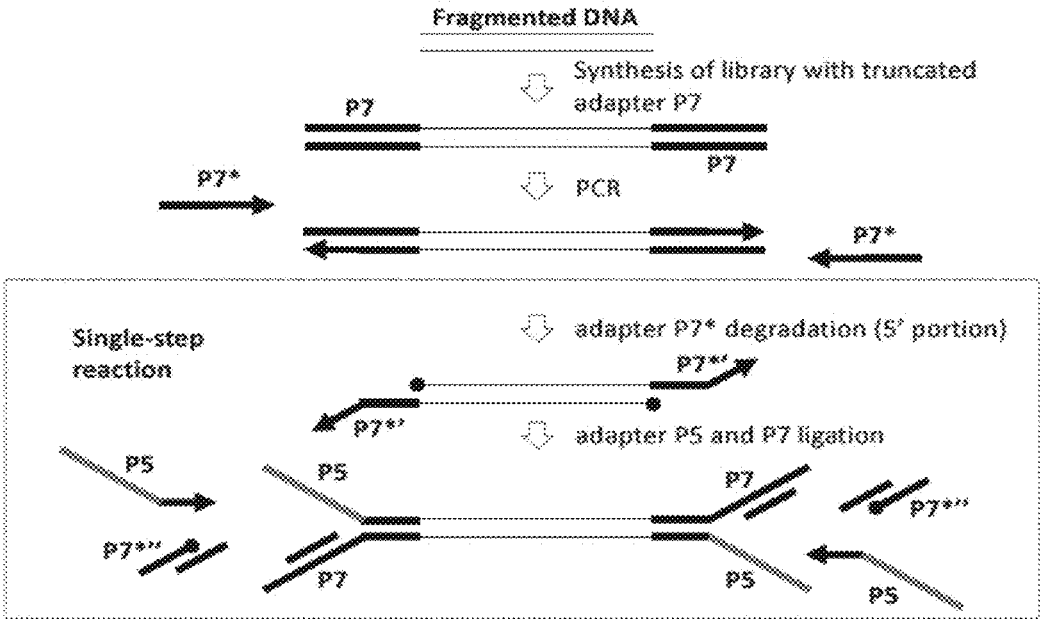 Fragmented DNA
Synthesis of library with truncated
adapter P7
P7
P7
P7*
PCR
P7*
Single-step
reaction
adapter P7* degradation (5' portion)
P7*'
P7*'
adapter P5 and P7 ligation
P5
P5
P7
P7*"
P7*"
P7
P5
P5